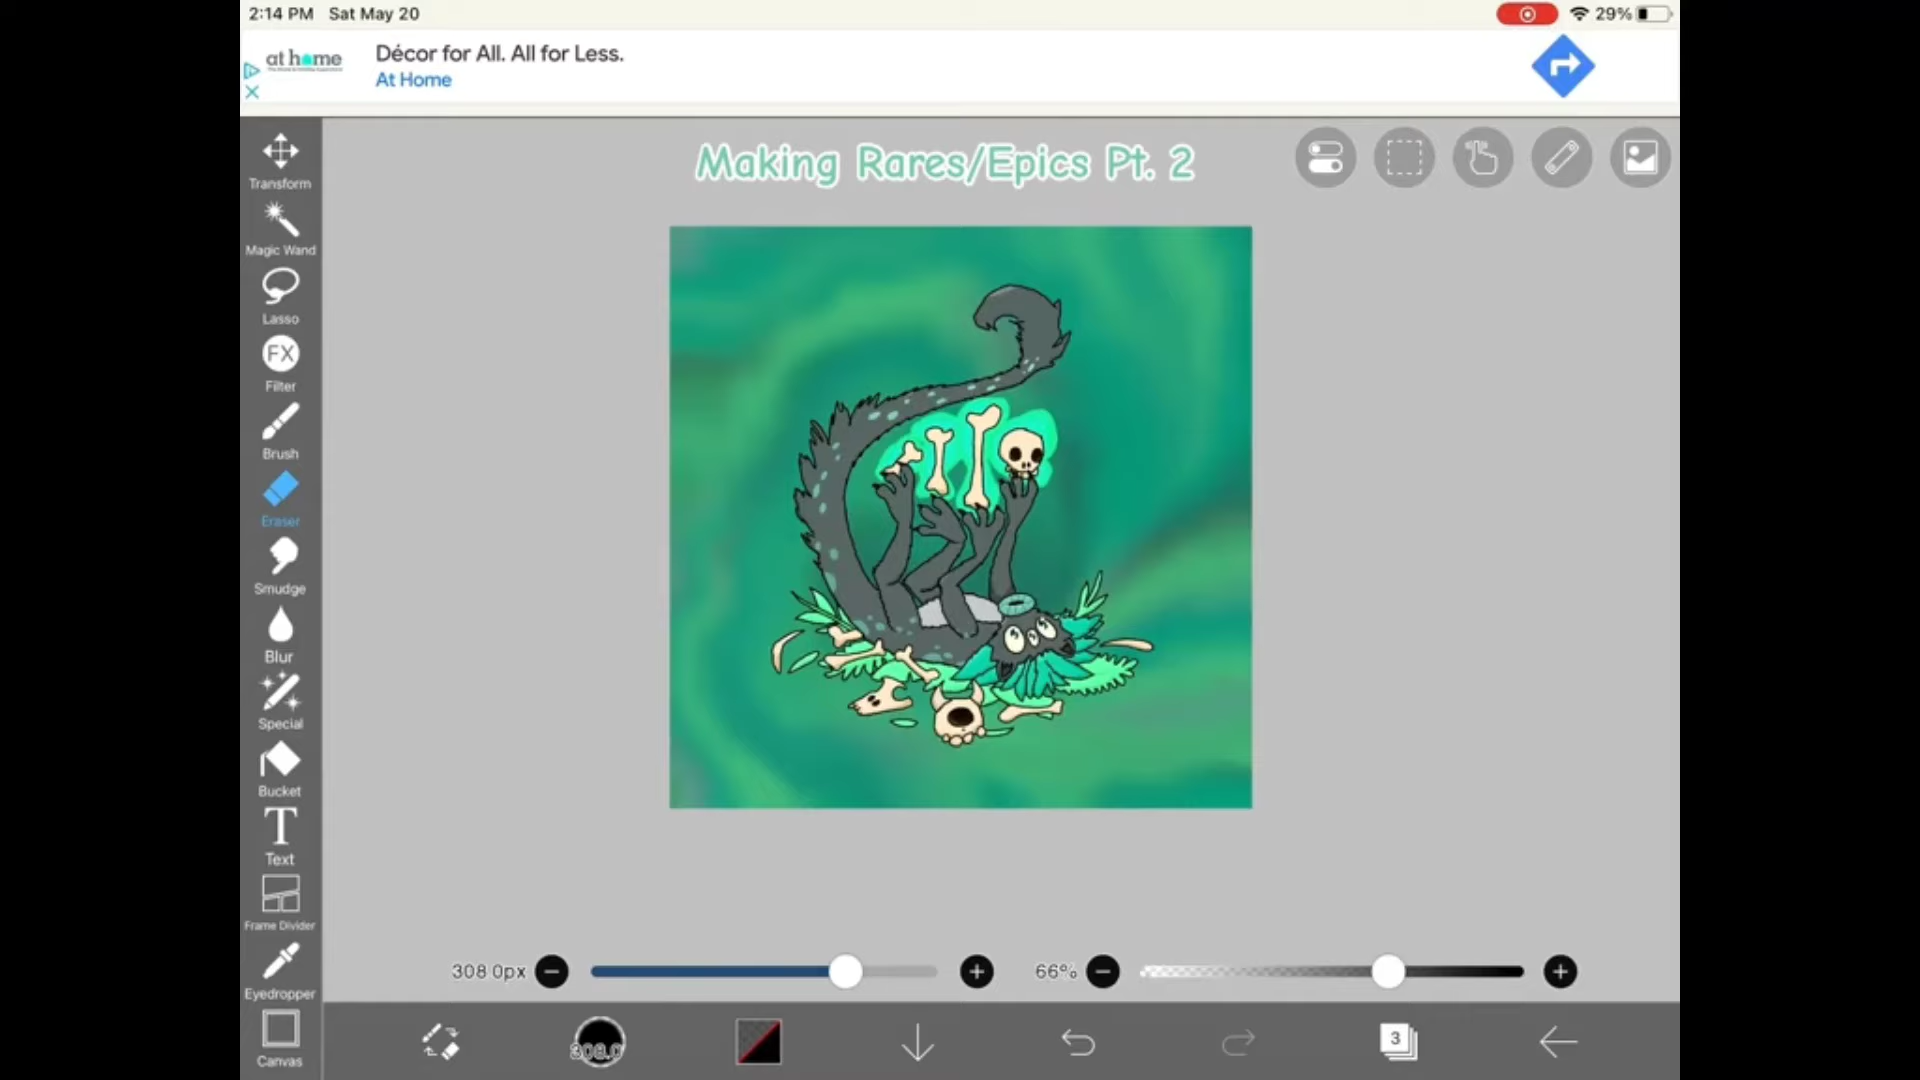 2:14 PM Sat May 20
29%
at home
Décor for All. All for Less.
At Home
Making Rares/Epics Pt. 2
Transform
Magic Wand
Lasso
FX
Filter
Brush
Eraser
Smudge
Blur
Special
Bucket
T
Text
Frame Divider
Eyedropper
Canvas
308.0px
66%
308.0
3